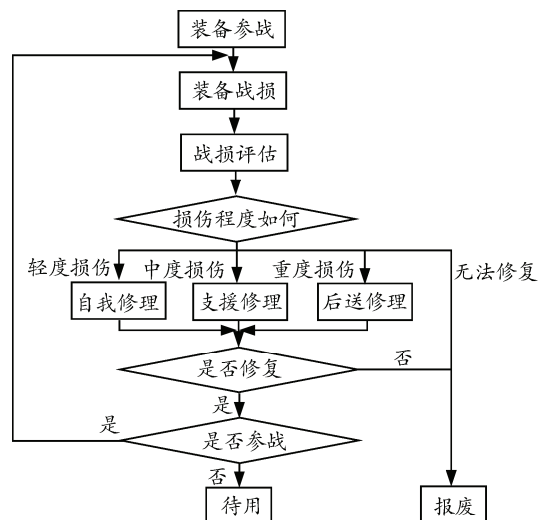 装备参战
装备战损
战损评估
损伤程度如何
轻度损伤
中度损伤
重度损伤
无法修复
自我修理
支援修理
后送修理
是否修复
否
是
是
是否参战
否
待用
报废